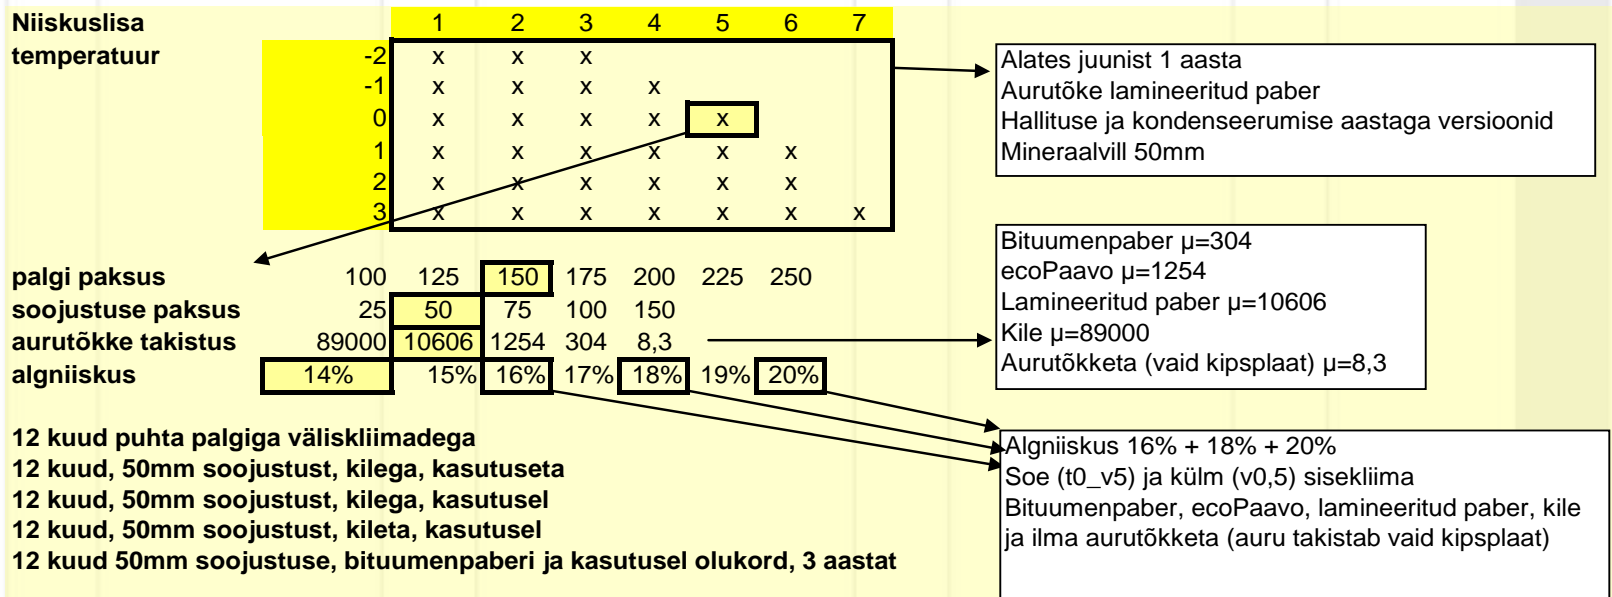 Niiskuslisa 1 2 3 4 5 6 7
temperatuur -2 x x x
-1 x x x x
0 x x x x x
1 x x x x x x
2 x x x x x x
3 x x x x x x x
Alates juunist 1 aasta
Aurutõke lamineeritud paber
Hallituse ja kondenseerumise aastaga versioonid
Mineraalvill 50mm
palgi paksus 100 125 150 175 200 225 250
soojustuse paksus 25 50 75 100 150
aurutõkke takistus 89000 10606 1254 304 8,3
algniiskus 14% 15% 16% 17% 18% 19% 20%
Bituumenpaber µ=304
ecoPaavo µ=1254
Lamineeritud paber µ=10606
Kile µ=89000
Aurutõkketa (vaid kipsplaat) µ=8,3
12 kuud puhta palgiga väliskliimadega
12 kuud, 50mm soojustust, kilega, kasutuseta
12 kuud, 50mm soojustust, kilega, kasutusel
12 kuud, 50mm soojustust, kileta, kasutusel
12 kuud 50mm soojustuse, bituumenpaberi ja kasutusel olukord, 3 aastat
Algniiskus 16% + 18% + 20%
Soe (t0_v5) ja külm (v0,5) sisekliima
Bituumenpaber, ecoPaavo, lamineeritud paber, kile
ja ilma aurutõkketa (auru takistab vaid kipsplaat)